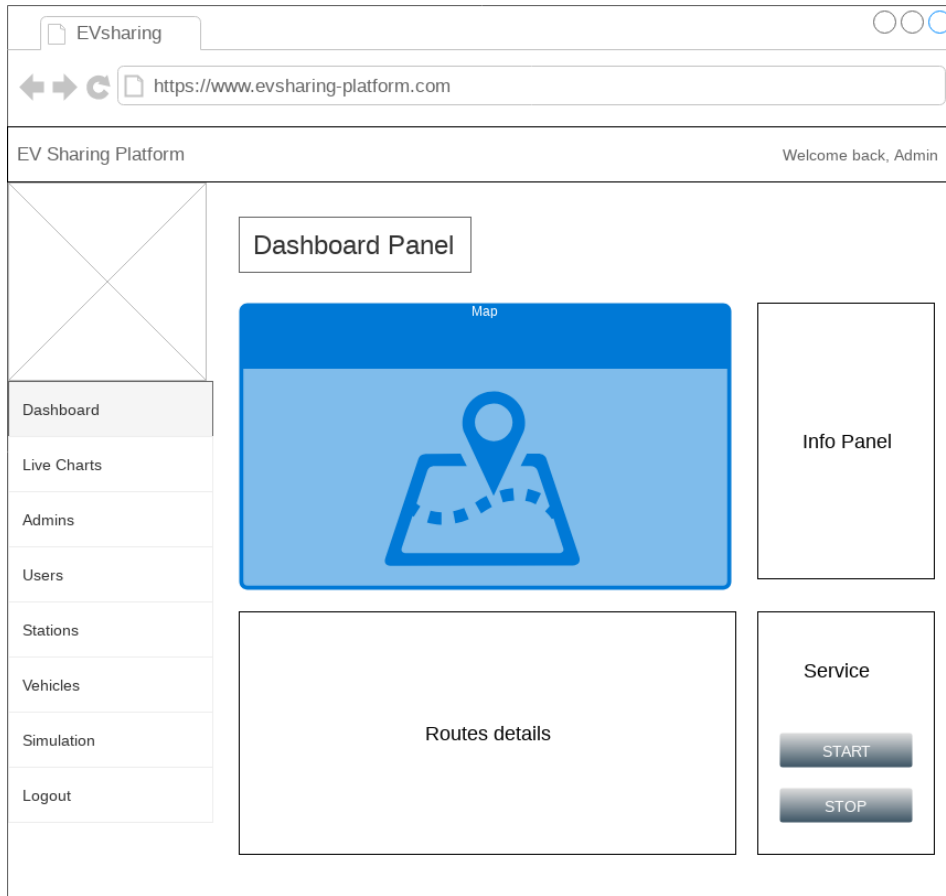 EVsharing
https://www.evsharing-platform.com
EV Sharing Platform
Welcome back, Admin
Dashboard Panel
Map
Info Panel
Dashboard
Live Charts
Admins
Users
Stations
Vehicles
Simulation
Logout
Routes details
Service
START
STOP